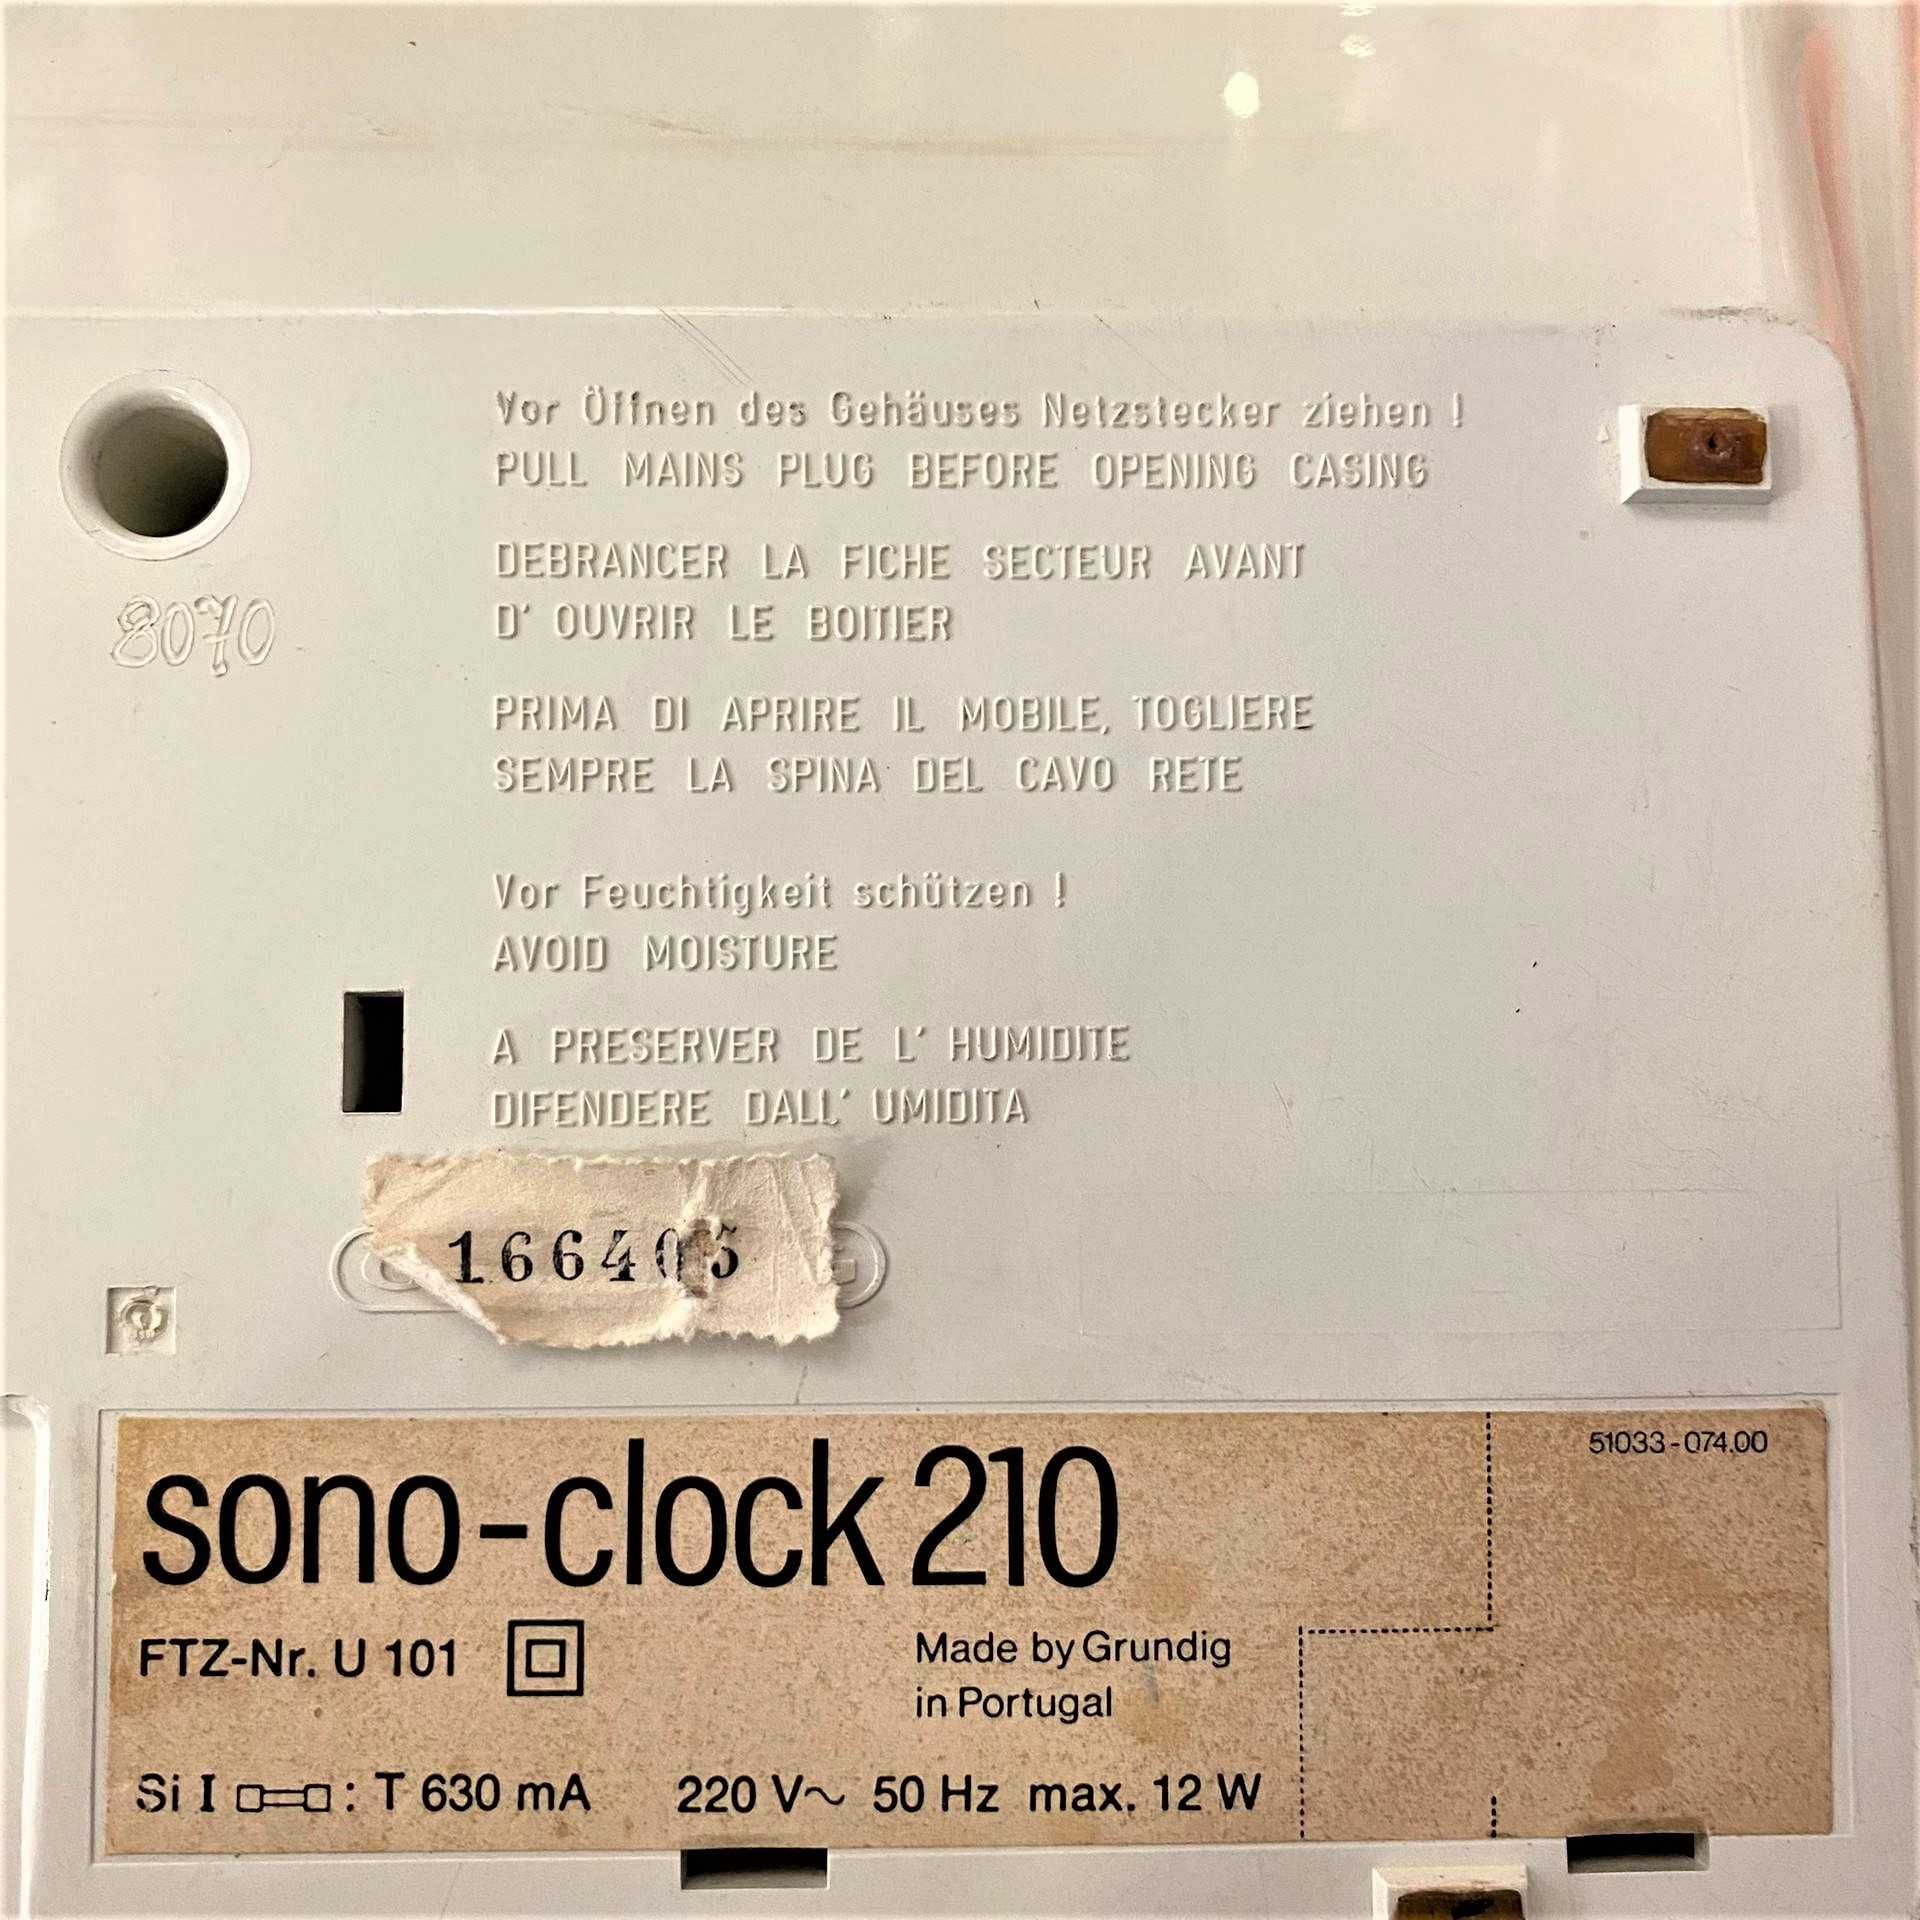 Vor Öffnen des Gehäuses Netzstecker ziehen !
PULL MAINS PLUG BEFORE OPENING CASING
DEBRANCER LA FICHE SECTEUR AVANT
D' OUVRIR LE BOITIER
8070
PRIMA DI APRIRE IL MOBILE, TOGLIERE
SEMPRE LA SPINA DEL CAVO RETE
Vor Feuchtigkeit schützen !
AVOID MOISTURE
A PRESERVER DE L' HUMIDITE
DIFENDERE DALL' UMIDITA
sono-clock 210
51033-074.00
FTZ-Nr. U 101
Made by Grundig
in Portugal
Si I : T 630 mA 220 V~ 50 Hz max. 12 W